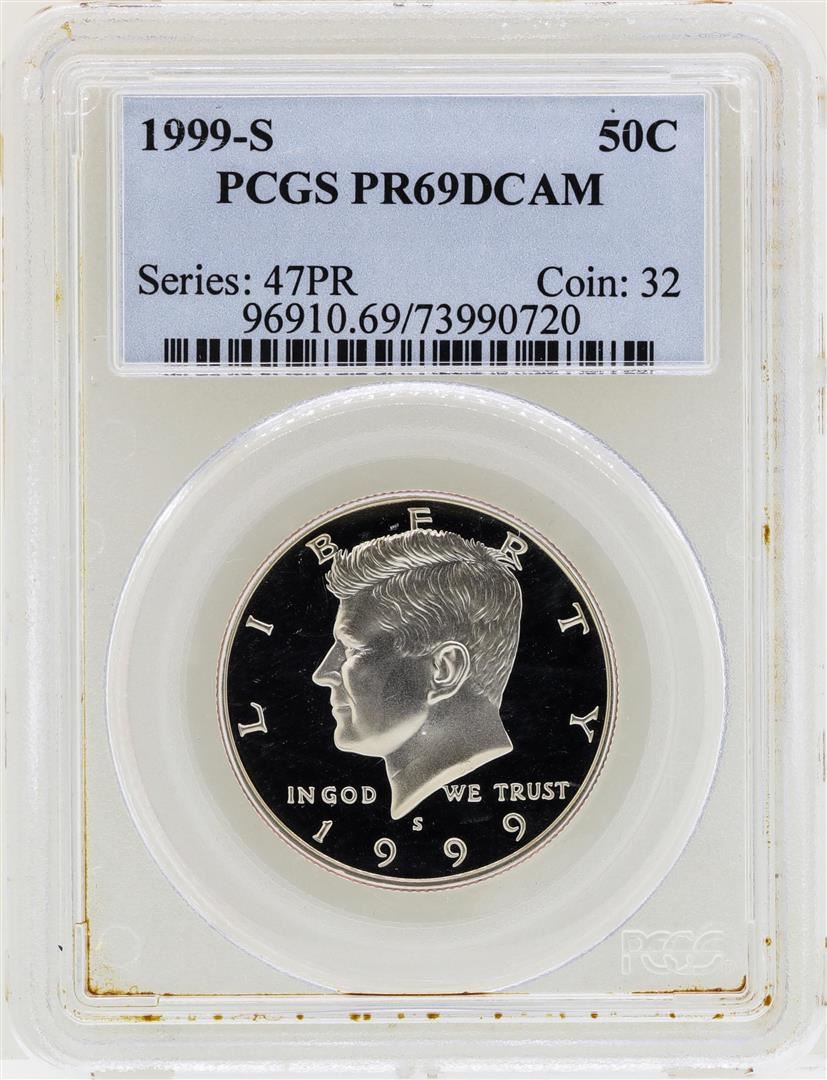 1999-S 50C
PCGS PR69DCAM
Series: 47PR Coin: 32
96910.69/73990720
LIBERTY
IN GOD WE TRUST
S
1999
PCGS